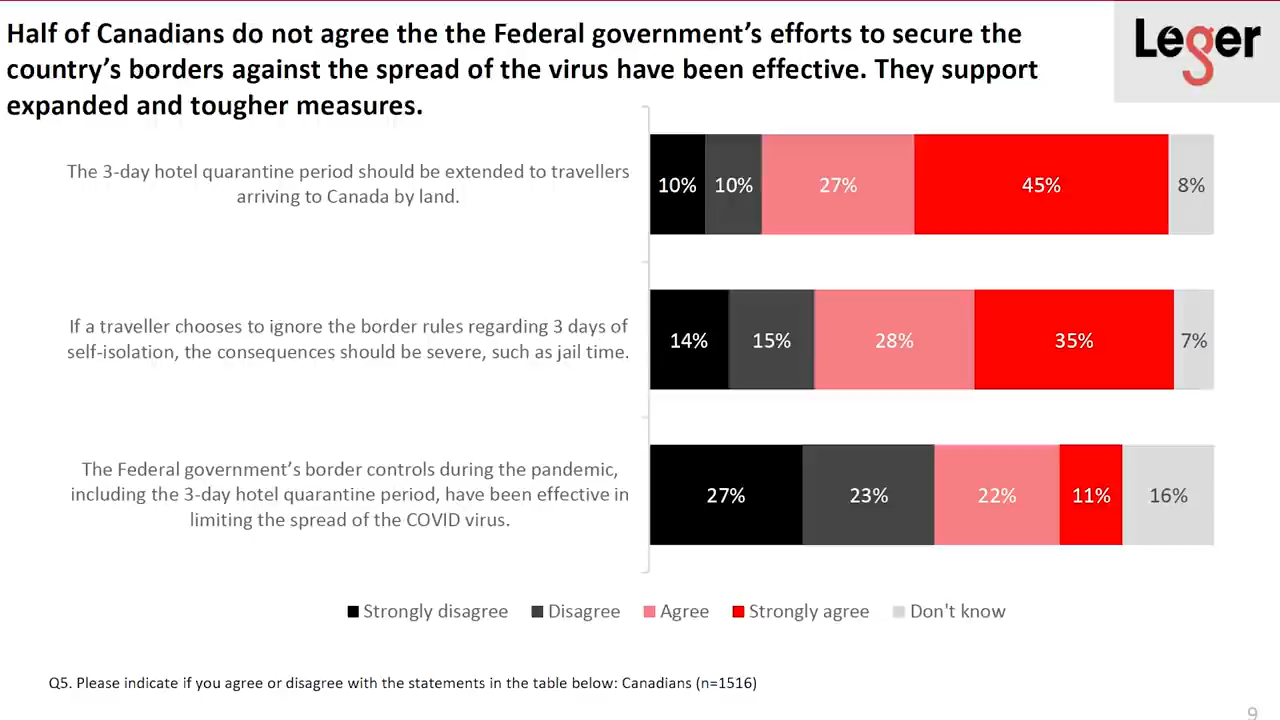 Half of Canadians do not agree the the Federal government’s efforts to secure the
country’s borders against the spread of the virus have been effective. They support
expanded and tougher measures.
Leger
The 3-day hotel quarantine period should be extended to travellers
arriving to Canada by land.
10% 10% 27% 45% 8%
If a traveller chooses to ignore the border rules regarding 3 days of
self-isolation, the consequences should be severe, such as jail time.
14% 15% 28% 35% 7%
The Federal government’s border controls during the pandemic,
including the 3-day hotel quarantine period, have been effective in
limiting the spread of the COVID virus.
27% 23% 22% 11% 16%
Strongly disagree Disagree Agree Strongly agree Don't know
Q5. Please indicate if you agree or disagree with the statements in the table below: Canadians (n=1516)
9